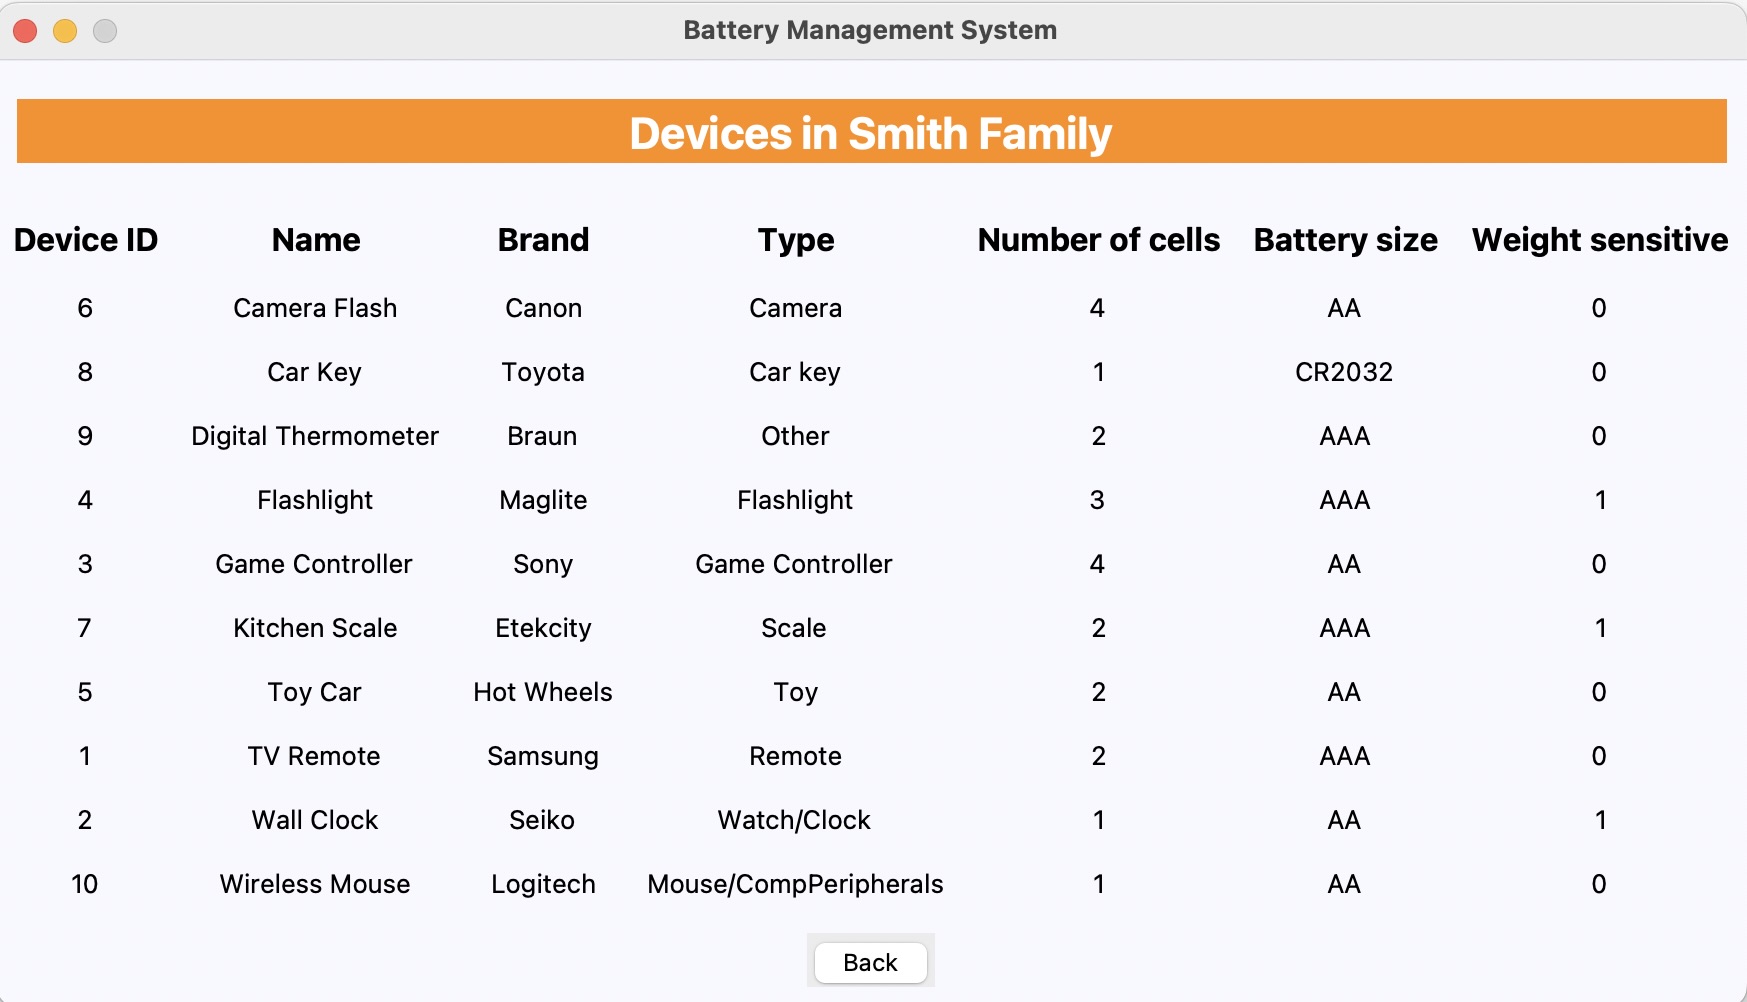 Battery Management System
Devices in Smith Family
Device ID Name Brand Type Number of cells Battery size Weight sensitive
6 Camera Flash Canon Camera 4 AA 0
8 Car Key Toyota Car key 1 CR2032 0
9 Digital Thermometer Braun Other 2 AAA 0
4 Flashlight Maglite Flashlight 3 AAA 1
3 Game Controller Sony Game Controller 4 AA 0
7 Kitchen Scale Etekcity Scale 2 AAA 1
5 Toy Car Hot Wheels Toy 2 AA 0
1 TV Remote Samsung Remote 2 AAA 0
2 Wall Clock Seiko Watch/Clock 1 AA 1
10 Wireless Mouse Logitech Mouse/CompPeripherals 1 AA 0
Back